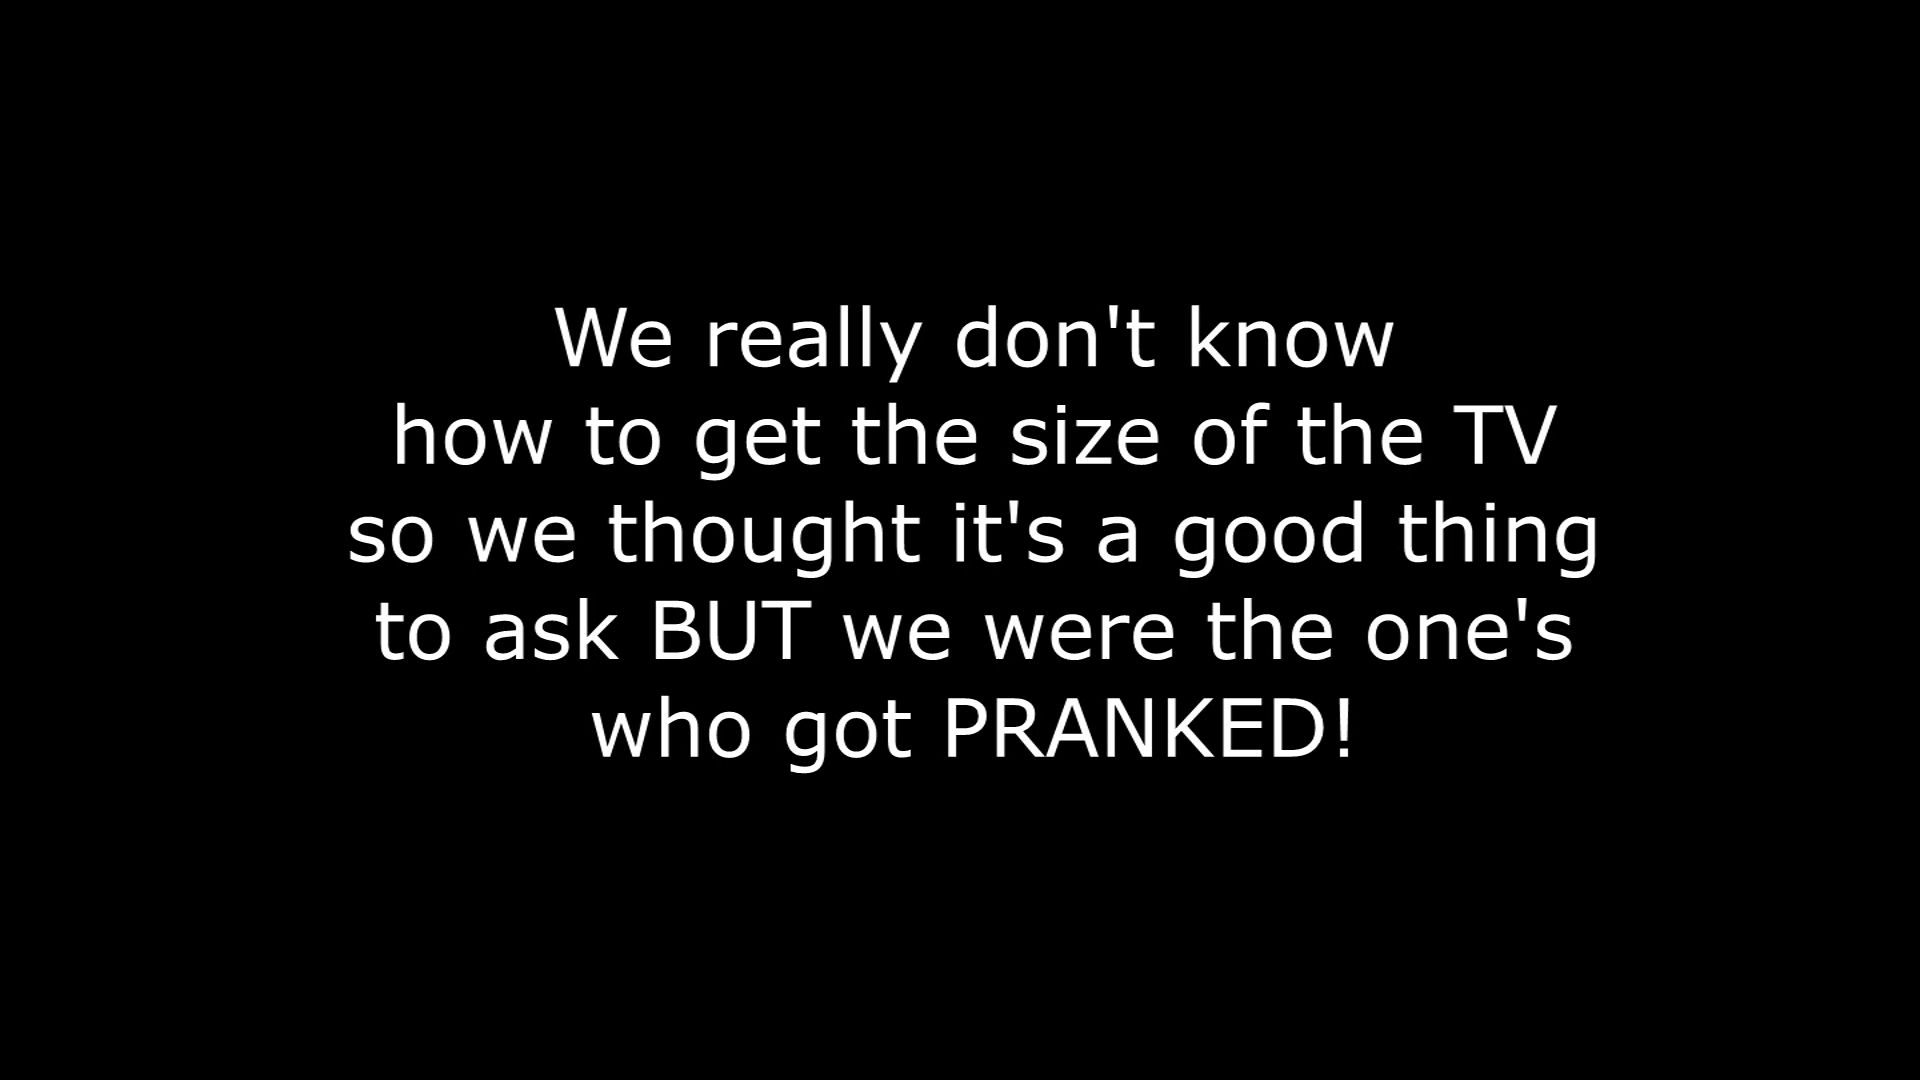 We really don't know
how to get the size of the TV
so we thought it's a good thing
to ask BUT we were the one's
who got PRANKED!